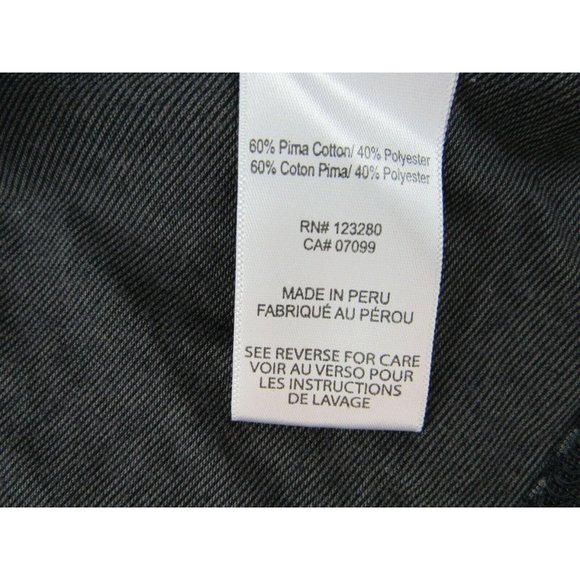 60% Pima Cotton/ 40% Polyester
60% Coton Pima/ 40% Polyester
RN# 123280
CA# 07099
MADE IN PERU
FABRIQUÉ AU PÉROU
SEE REVERSE FOR CARE
VOIR AU VERSO POUR
LES INSTRUCTIONS
DE LAVAGE